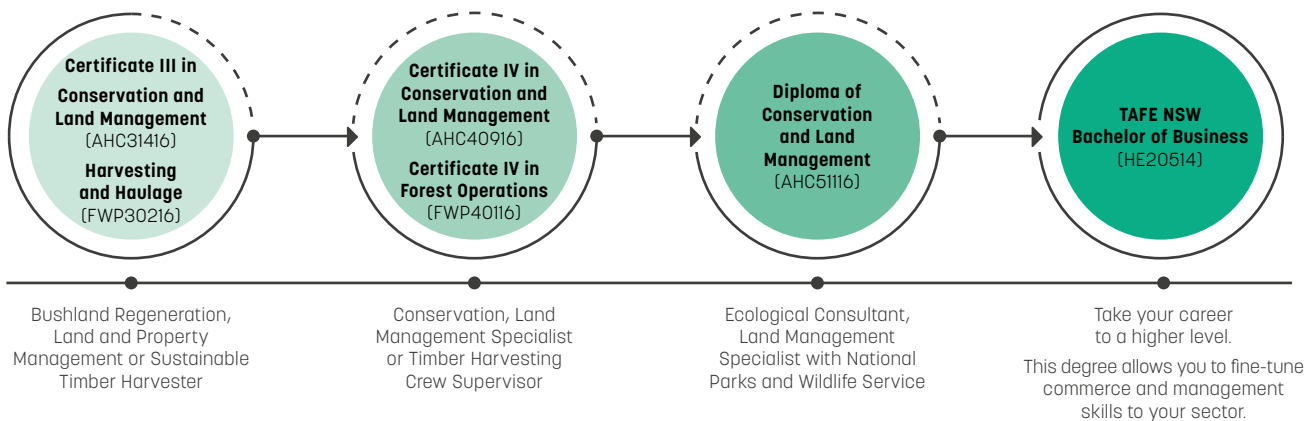 Certificate III in
Conservation and
Land Management
(AHC31416)
Harvesting
and Haulage
(FWP30216)
Certificate IV in
Conservation and
Land Management
(AHC40916)
Certificate IV in
Forest Operations
(FWP40116)
Diploma of
Conservation
and Land
Management
(AHC51116)
TAFE NSW
Bachelor of Business
(HE20514)
Bushland Regeneration,
Land and Property
Management or Sustainable
Timber Harvester
Conservation, Land
Management Specialist
or Timber Harvesting
Crew Supervisor
Ecological Consultant,
Land Management
Specialist with National
Parks and Wildlife Service
Take your career
to a higher level.
This degree allows you to fine-tune
commerce and management
skills to your sector.